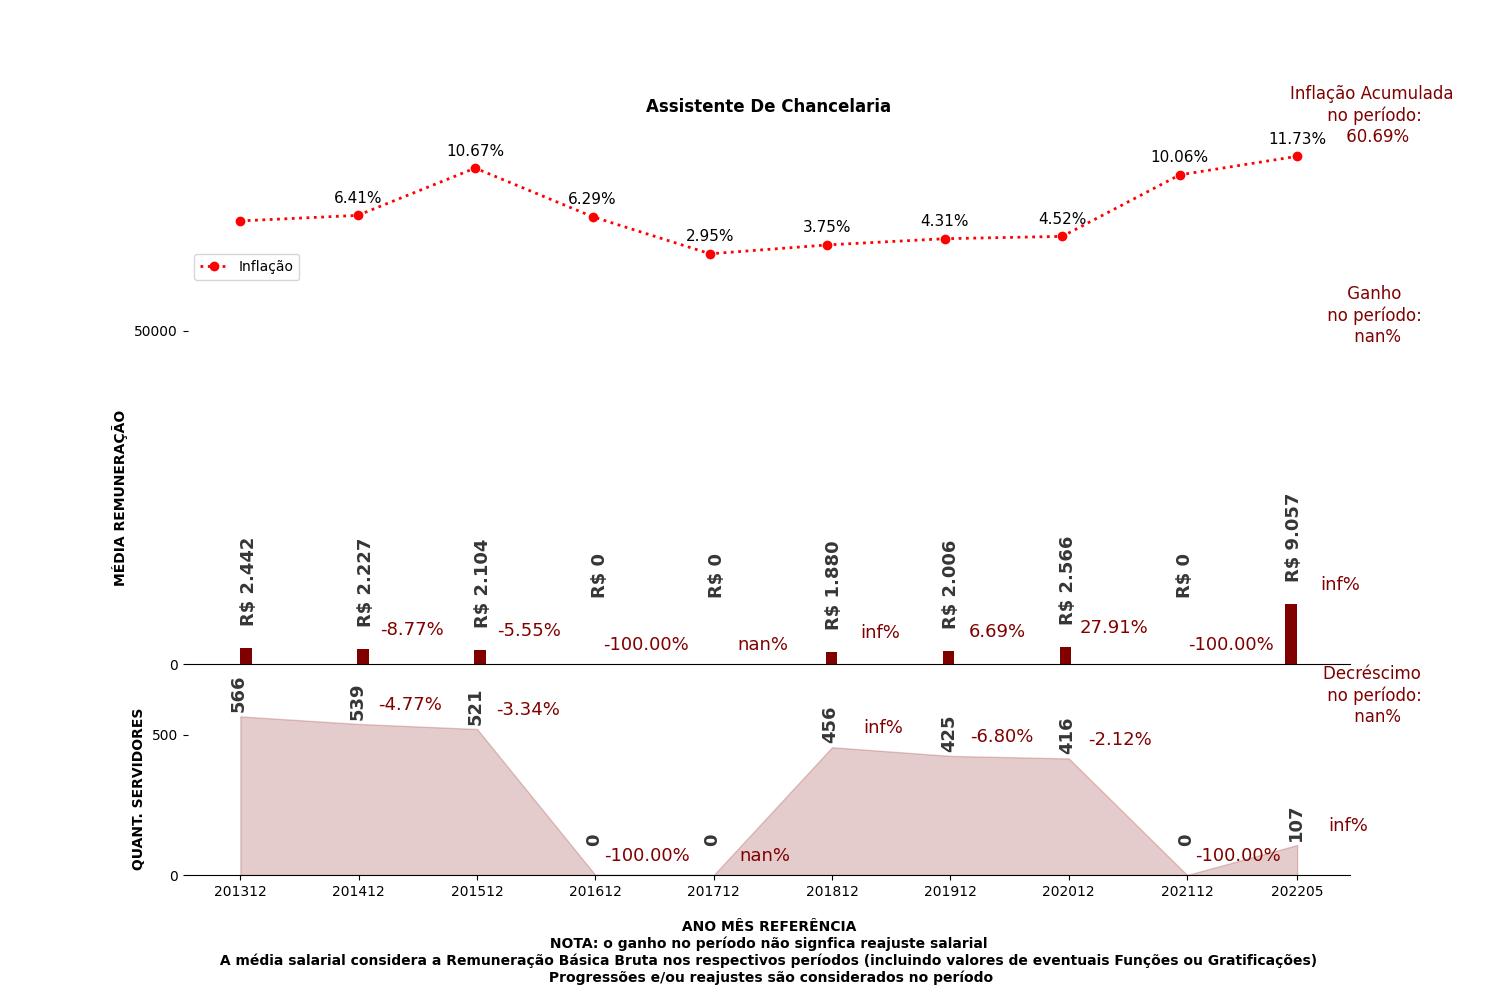 Assistente De Chancelaria
Inflação Acumulada
no período:
60.69%
6.41%
10.67%
6.29%
2.95%
3.75%
4.31%
4.52%
10.06%
11.73%
Inflação
Ganho
no período:
nan%
50000
0
MÉDIA REMUNERAÇÃO
R$ 2.442
R$ 2.227
R$ 2.104
R$ 0
R$ 0
R$ 1.880
R$ 2.006
R$ 2.566
R$ 0
R$ 9.057
-8.77%
-5.55%
-100.00%
nan%
inf%
6.69%
27.91%
-100.00%
inf%
Decréscimo
no período:
nan%
500
0
QUANT. SERVIDORES
566
539
521
0
0
456
425
416
0
107
-4.77%
-3.34%
-100.00%
nan%
inf%
-6.80%
-2.12%
-100.00%
inf%
201312
201412
201512
201612
201712
201812
201912
202012
202112
202205
ANO MÊS REFERÊNCIA
NOTA: o ganho no período não signfica reajuste salarial
A média salarial considera a Remuneração Básica Bruta nos respectivos períodos (incluindo valores de eventuais Funções ou Gratificações)
Progressões e/ou reajustes são considerados no período